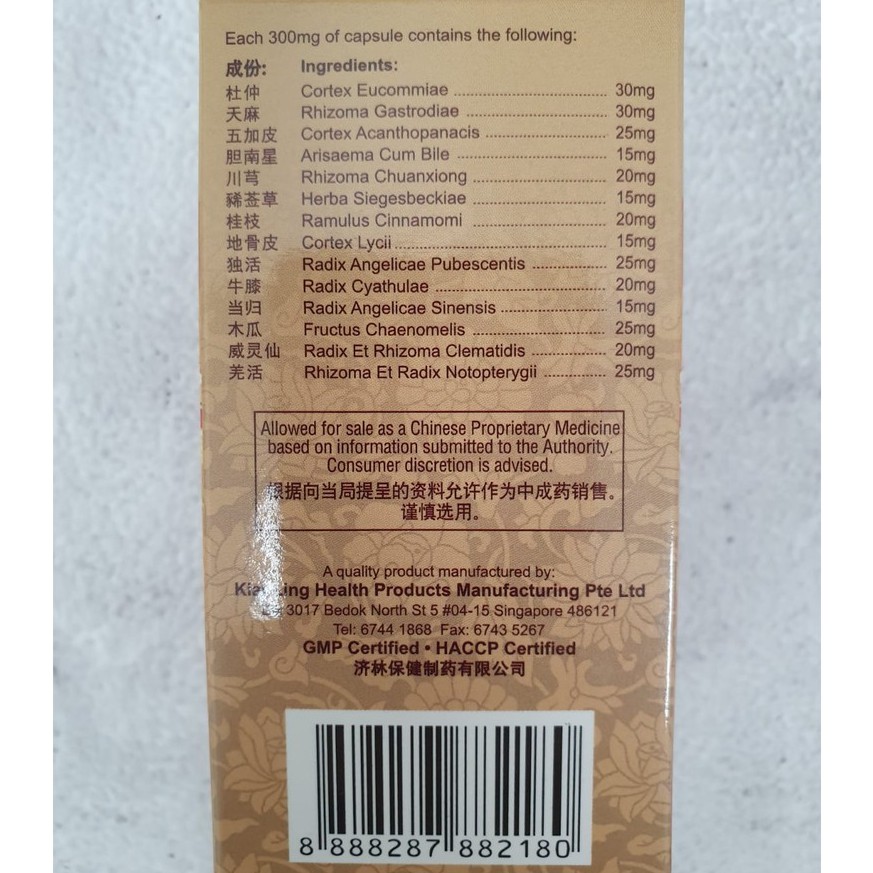 Each 300mg of capsule contains the following:
成份: Ingredients:
杜仲 Cortex Eucommiae 30mg
天麻 Rhizoma Gastrodiae 30mg
五加皮 Cortex Acanthopanacis 25mg
胆南星 Arisaema Cum Bile 15mg
川芎 Rhizoma Chuanxiong 20mg
豨莶草 Herba Siegesbeckiae 15mg
桂枝 Ramulus Cinnamomi 20mg
地骨皮 Cortex Lycii 15mg
独活 Radix Angelicae Pubescentis 25mg
牛膝 Radix Cyathulae 20mg
当归 Radix Angelicae Sinensis 15mg
木瓜 Fructus Chaenomelis 25mg
威灵仙 Radix Et Rhizoma Clematidis 20mg
羌活 Rhizoma Et Radix Notopterygii 25mg
Allowed for sale as a Chinese Proprietary Medicine
based on information submitted to the Authority.
Consumer discretion is advised.
根据向当局提呈的资料允许作为中成药销售。
谨慎选用。
A quality product manufactured by:
Health Products Manufacturing Pte Ltd
3017 Bedok North St 5 #04-15 Singapore 486121
Tel: 6744 1868 Fax: 6743 5267
GMP Certified • HACCP Certified
济林保健制药有限公司
8 888287 882180